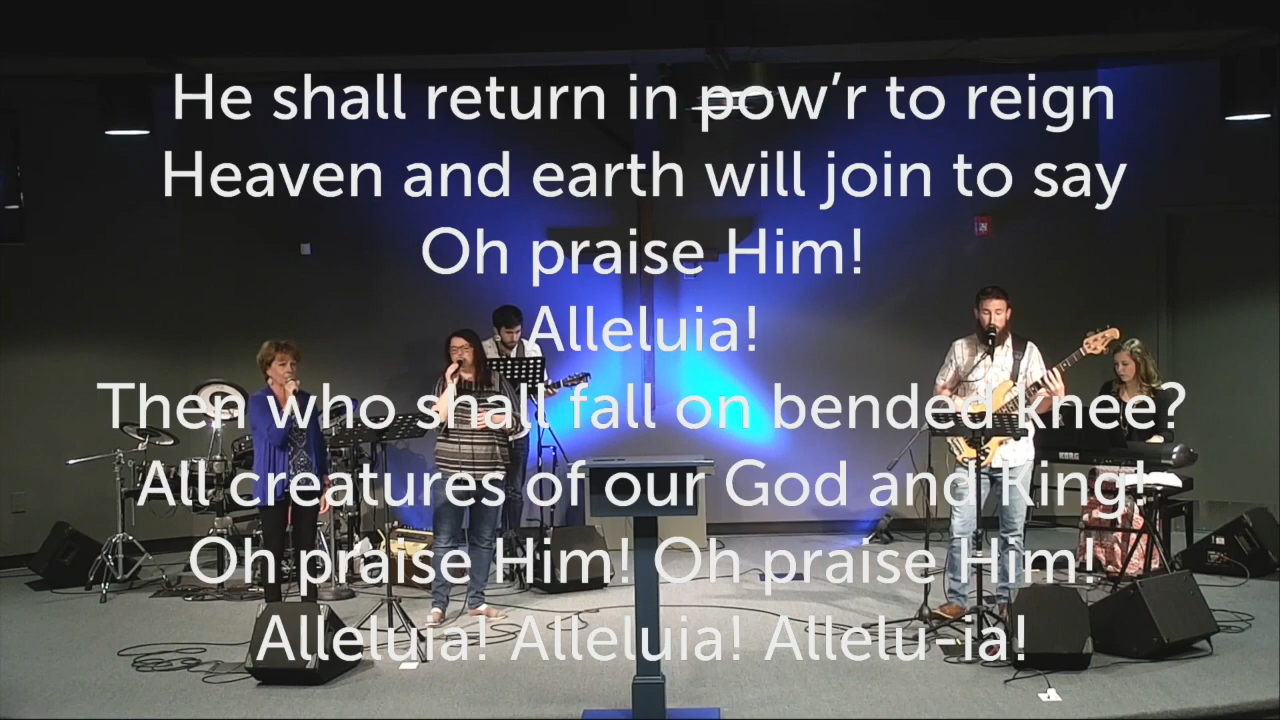 He shall return in pow’r to reign
Heaven and earth will join to say
Oh praise Him!
Alleluia!
Then who shall fall on bended knee?
All creatures of our God and King!
Oh praise Him! Oh praise Him!
Alleluia! Alleluia! Allelu-ia!
KORG